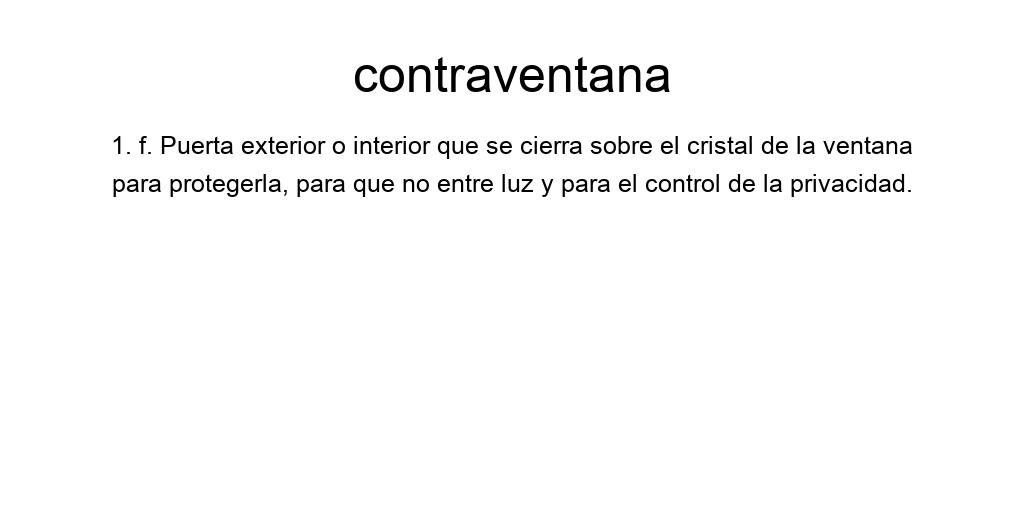 contraventana
1. f. Puerta exterior o interior que se cierra sobre el cristal de la ventana
para protegerla, para que no entre luz y para el control de la privacidad.